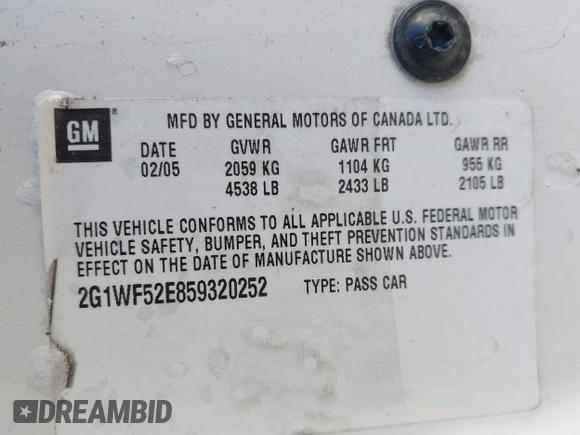 GM ®
MFD BY GENERAL MOTORS OF CANADA LTD.
DATE GVWR GAWR FRT GAWR RR
02/05 2059 KG 1104 KG 955 KG
4538 LB 2433 LB 2105 LB
THIS VEHICLE CONFORMS TO ALL APPLICABLE U.S. FEDERAL MOTOR
VEHICLE SAFETY, BUMPER, AND THEFT PREVENTION STANDARDS IN
EFFECT ON THE DATE OF MANUFACTURE SHOWN ABOVE.
2G1WF52E859320252 TYPE: PASS CAR
DREAMBID